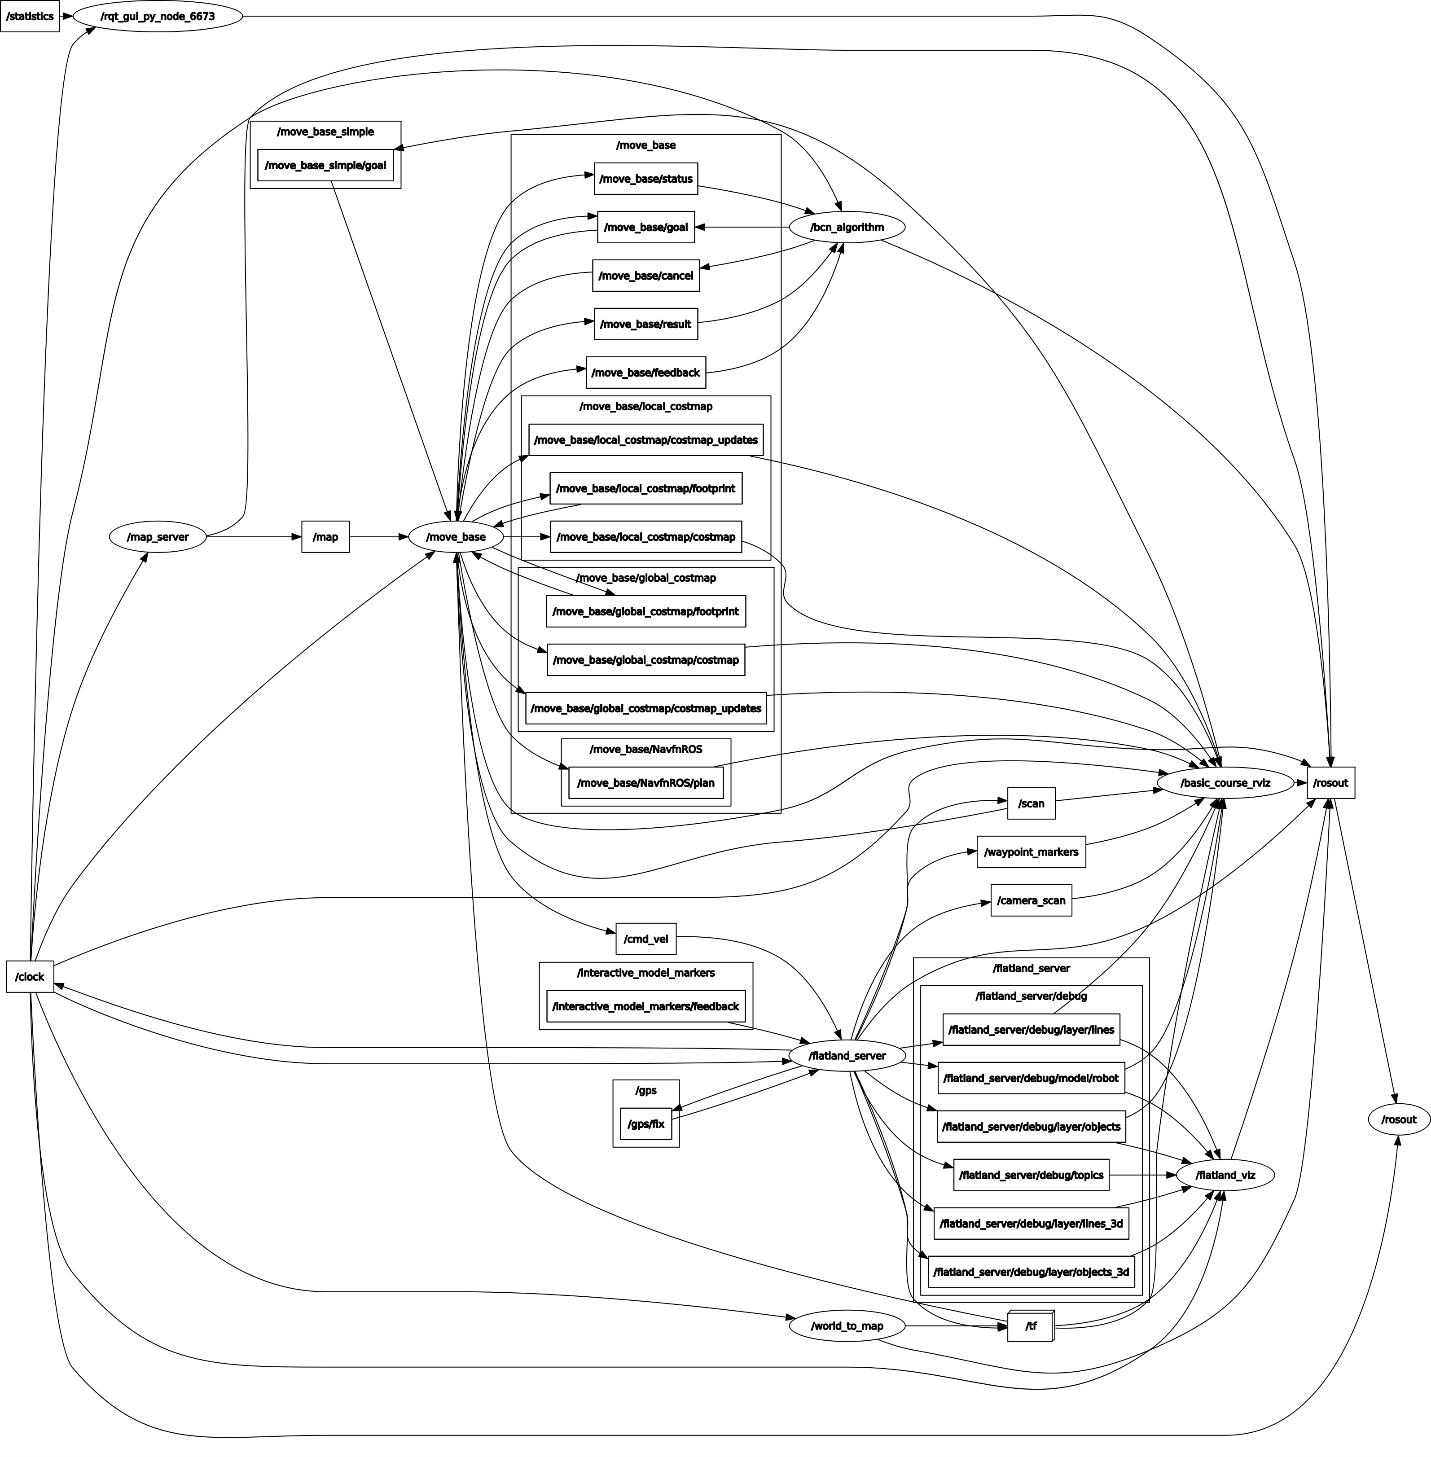 /statistics
/rqt_gui_py_node_6673
/move_base_simple
/move_base_simple/goal
/move_base
/move_base/status
/move_base/goal
/bcn_algorithm
/move_base/cancel
/move_base/result
/move_base/feedback
/move_base/local_costmap
/move_base/local_costmap/costmap_updates
/move_base/local_costmap/footprint
/map_server
/map
/move_base
/move_base/local_costmap/costmap
/move_base/global_costmap
/move_base/global_costmap/footprint
/move_base/global_costmap/costmap
/move_base/global_costmap/costmap_updates
/move_base/NavfnROS
/move_base/NavfnROS/plan
/basic_course_rviz
/rosout
/scan
/waypoint_markers
/camera_scan
/cmd_vel
/clock
/interactive_model_markers
/interactive_model_markers/feedback
/flatland_server
/flatland_server/debug
/flatland_server/debug/layer/lines
/flatland_server
/flatland_server/debug/model/robot
/gps
/gps/fix
/flatland_server/debug/layer/objects
/rosout
/flatland_server/debug/topics
/flatland_viz
/flatland_server/debug/layer/lines_3d
/flatland_server/debug/layer/objects_3d
/world_to_map
/tf